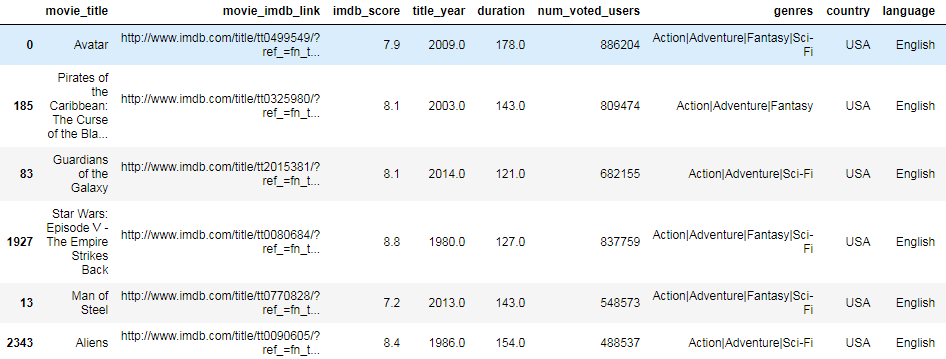 movie_title movie_imdb_link imdb_score title_year duration num_voted_users genres country language
0 Avatar http://www.imdb.com/title/tt0499549/?ref_=fn_t... 7.9 2009.0 178.0 886204 Action|Adventure|Fantasy|Sci-Fi USA English
185 Pirates of the Caribbean: The Curse of the Bla... http://www.imdb.com/title/tt0325980/?ref_=fn_t... 8.1 2003.0 143.0 809474 Action|Adventure|Fantasy USA English
83 Guardians of the Galaxy http://www.imdb.com/title/tt2015381/?ref_=fn_t... 8.1 2014.0 121.0 682155 Action|Adventure|Sci-Fi USA English
1927 Star Wars: Episode V - The Empire Strikes Back http://www.imdb.com/title/tt0080684/?ref_=fn_t... 8.8 1980.0 127.0 837759 Action|Adventure|Fantasy|Sci-Fi USA English
13 Man of Steel http://www.imdb.com/title/tt0770828/?ref_=fn_t... 7.2 2013.0 143.0 548573 Action|Adventure|Fantasy|Sci-Fi USA English
2343 Aliens http://www.imdb.com/title/tt0090605/?ref_=fn_t... 8.4 1986.0 154.0 488537 Action|Adventure|Sci-Fi USA English